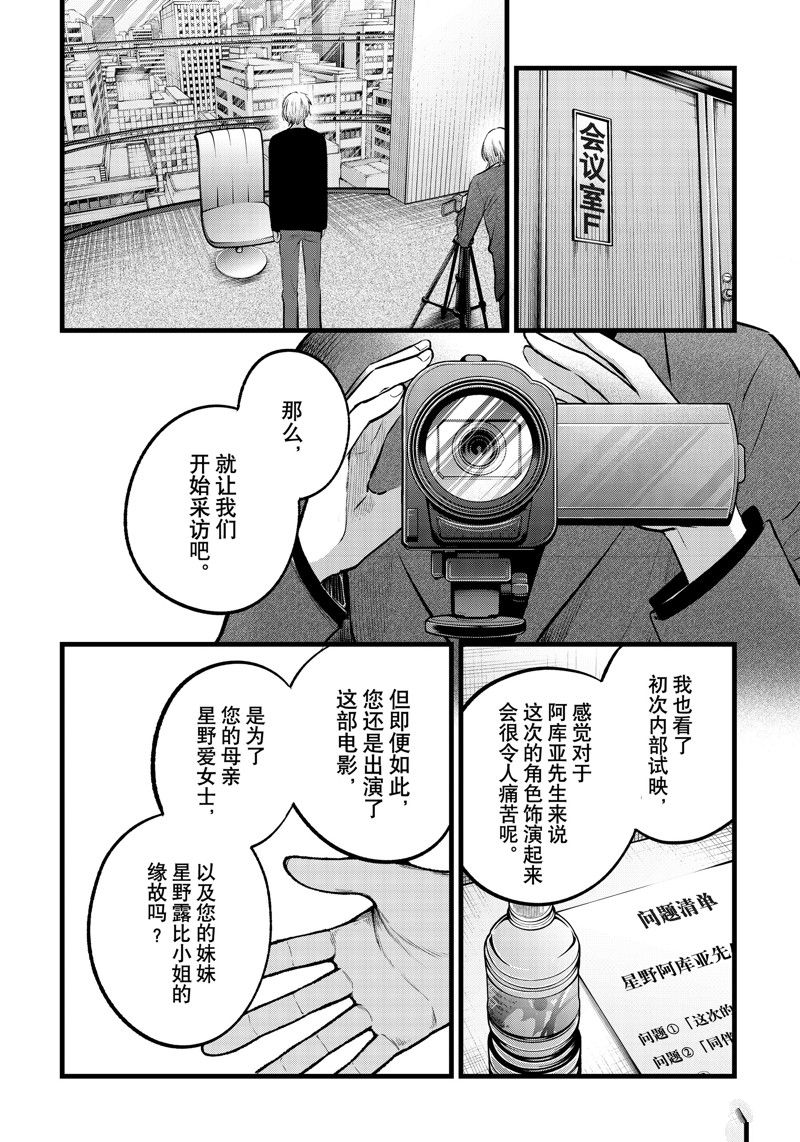 会议室F
那么，
就让我们
开始采访吧。
我也看了
初次内部试映，
感觉对于
阿库亚先生来说
这次的角色饰演起来
会很令人痛苦呢。
问题清单
星野阿库亚先
问题①「这次的
问题②「同伴
但即便如此，
您还是出演了
这部电影，
是为了
您的母亲
星野爱女士，
以及您的妹妹
星野露比小姐的
缘故吗？